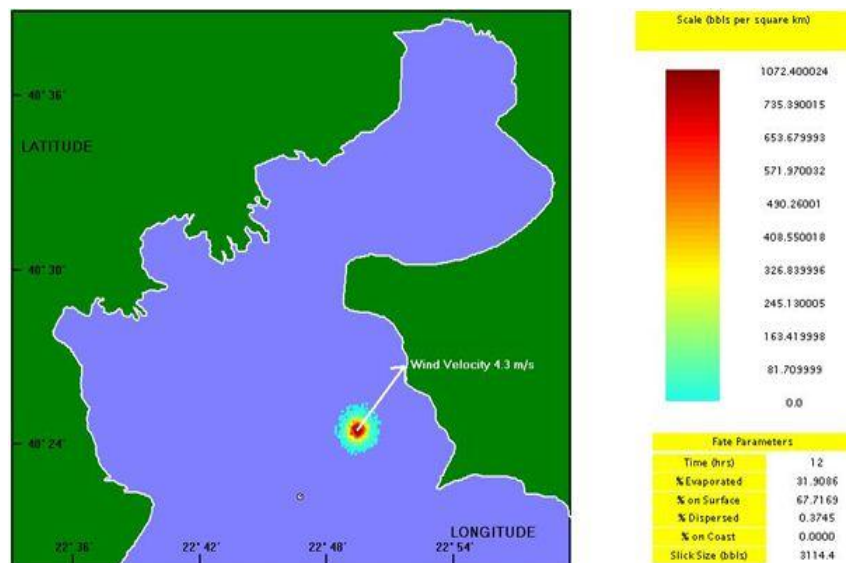 Scale (bbls per square km)
1072.400024
735.890015
653.679993
571.970032
490.26001
408.550018
326.839996
245.130005
163.419998
81.709999
0.0
40° 36'
LATITUDE
40° 30'
Wind Velocity 4.3 m/s
40° 24'
LONGITUDE
22° 36' 22° 42' 22° 48' 22° 54'
Fate Parameters
Time (hrs) 12
% Evaporated 31.9086
% on Surface 67.7169
% Dispersed 0.3745
% on Coast 0.0000
Slick Size (bbls) 3114.4